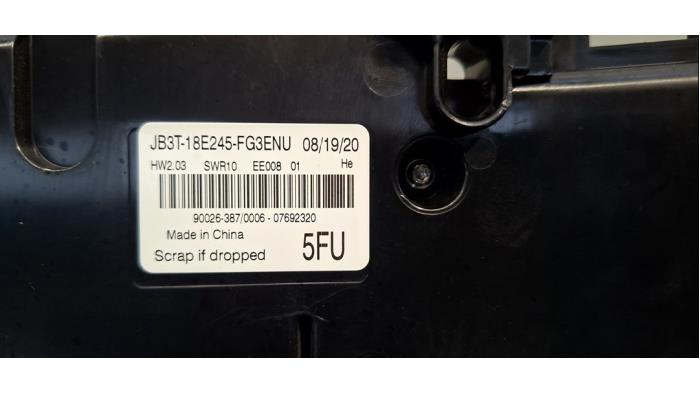 JB3T-18E245-FG3ENU 08/19/20
HW2.03 SWR10 EE008 01 He
90026-387/0006 - 07692320
Made in China
Scrap if dropped 5FU